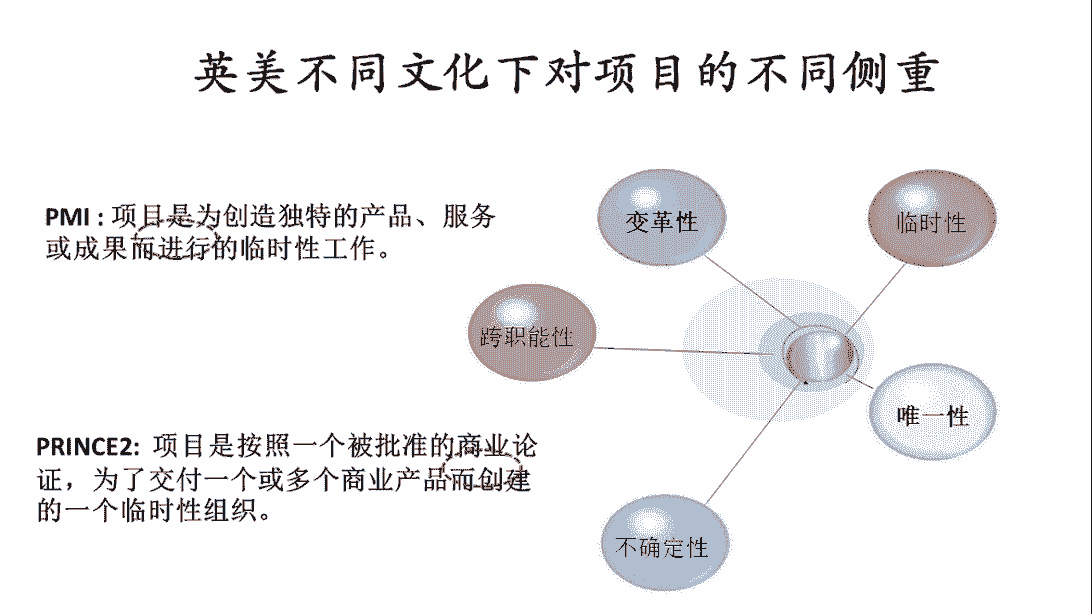 英美不同文化下对项目的不同侧重
PMI : 项目是为创造独特的产品、服务
或成果而进行的临时性工作。
变革性
临时性
跨职能性
唯一性
PRINCE2: 项目是按照一个被批准的商业论
证，为了交付一个或多个商业产品而创建
的一个临时性组织。
不确定性